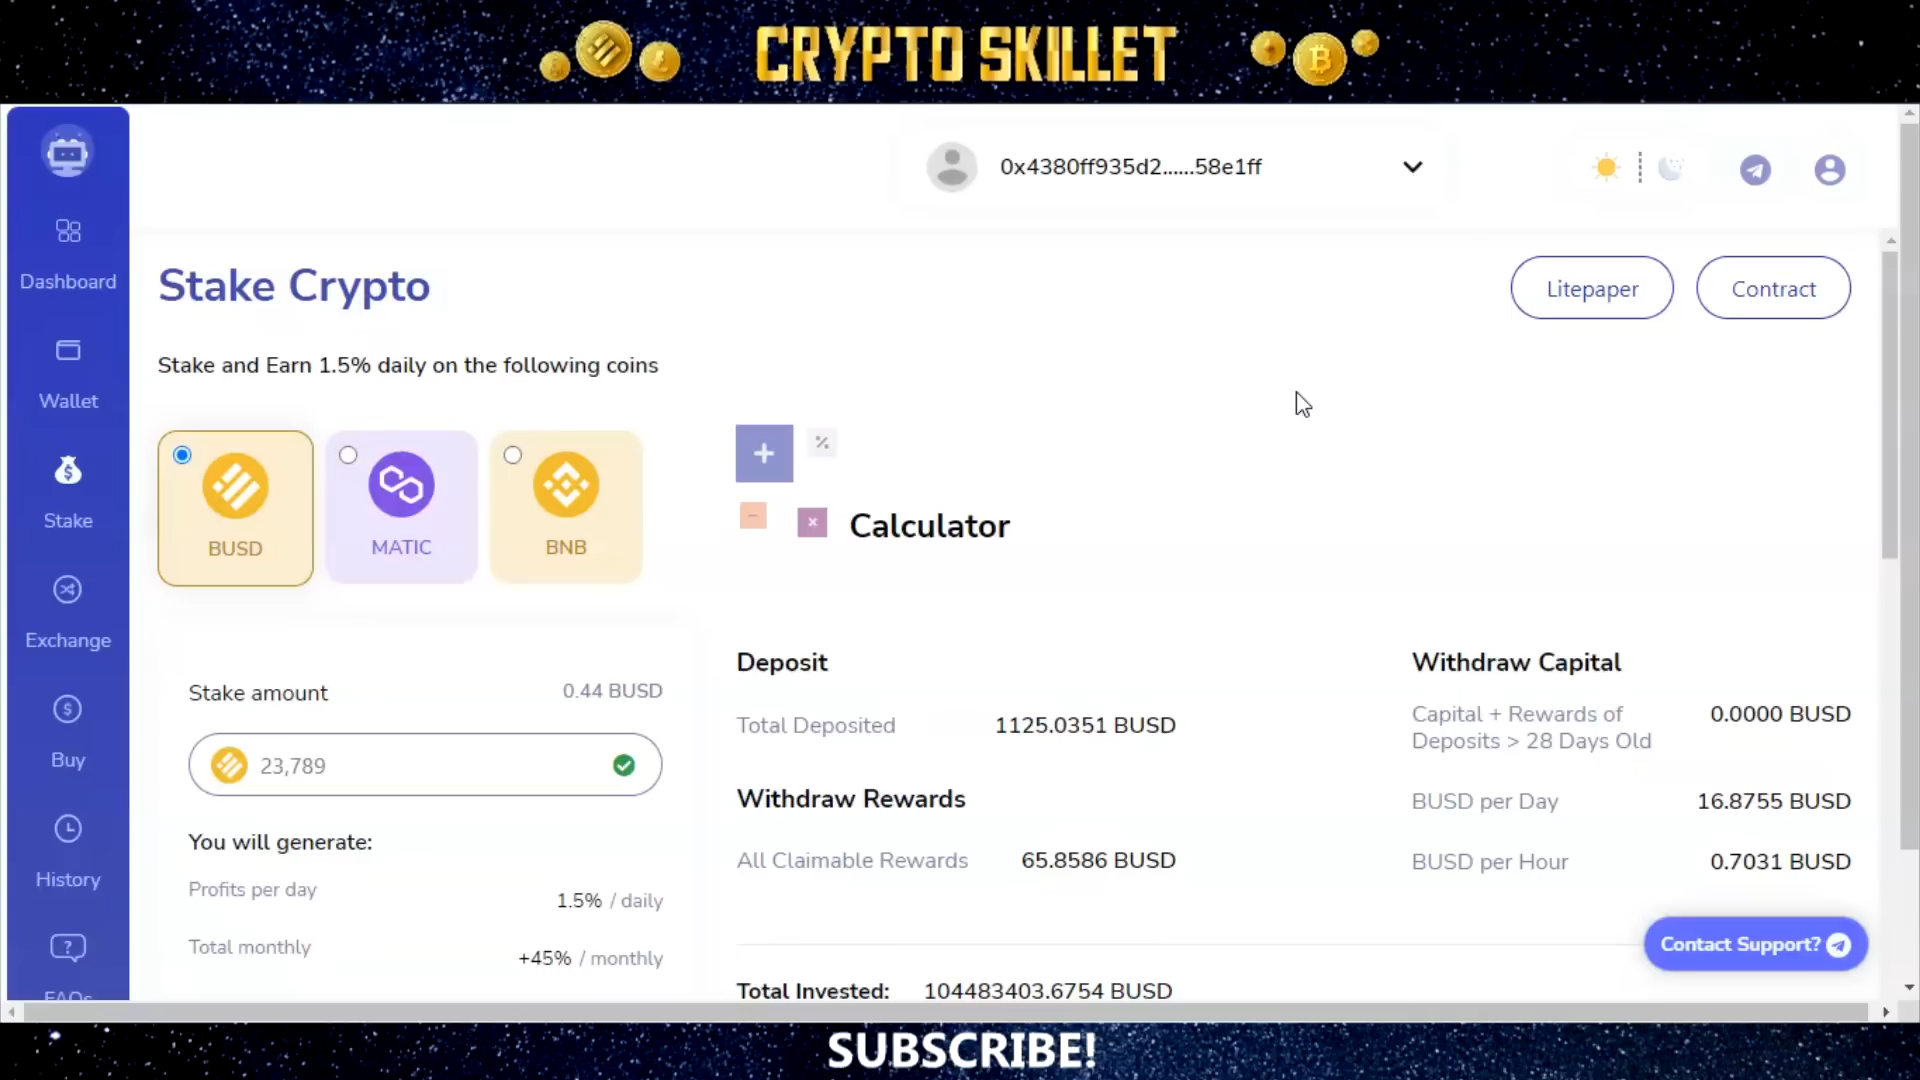 CRYPTO SKILLET
0x4380ff935d2......58e1ff
Dashboard
Wallet
Stake
Exchange
Buy
History
FAQs
Stake Crypto
Litepaper
Contract
Stake and Earn 1.5% daily on the following coins
BUSD
MATIC
BNB
Calculator
Stake amount 0.44 BUSD
23,789
You will generate:
Profits per day 1.5% / daily
Total monthly +45% / monthly
Deposit
Total Deposited 1125.0351 BUSD
Withdraw Rewards
All Claimable Rewards 65.8586 BUSD
Withdraw Capital
Capital + Rewards of
Deposits > 28 Days Old 0.0000 BUSD
BUSD per Day 16.8755 BUSD
BUSD per Hour 0.7031 BUSD
Contact Support?
Total Invested: 104483403.6754 BUSD
SUBSCRIBE!